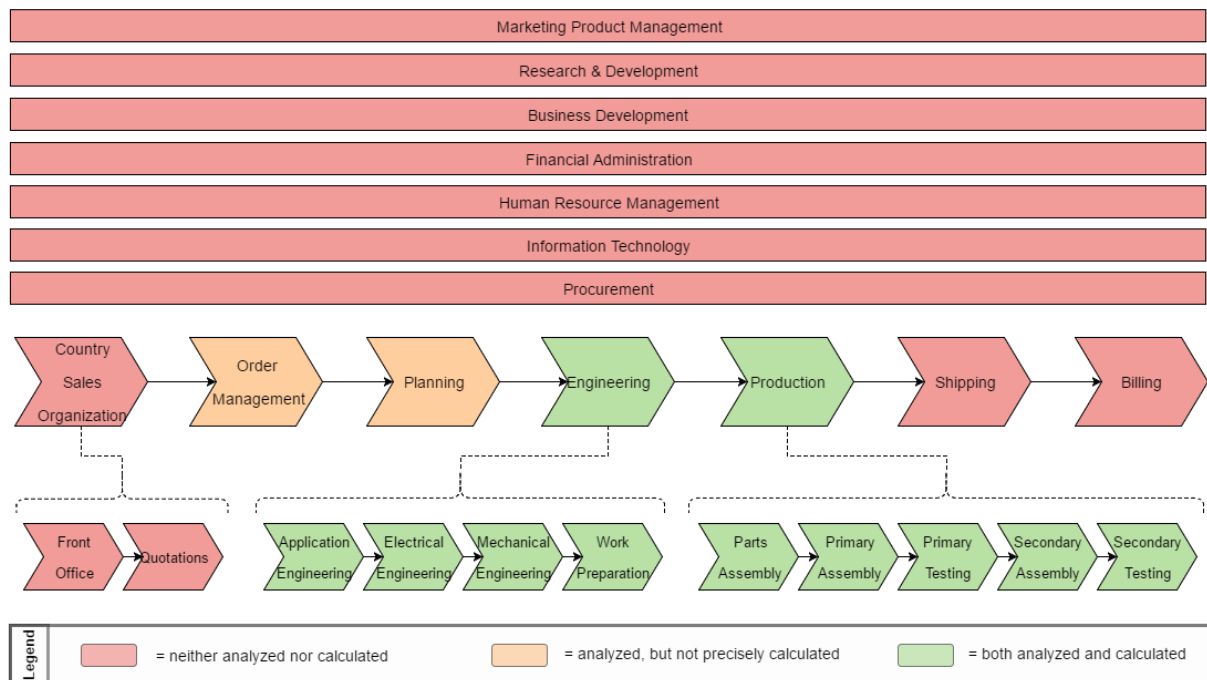 Marketing Product Management
Research & Development
Business Development
Financial Administration
Human Resource Management
Information Technology
Procurement
Country
Sales
Organization
Order
Management
Planning
Engineering
Production
Shipping
Billing
Front
Office
Quotations
Application
Engineering
Electrical
Engineering
Mechanical
Engineering
Work
Preparation
Parts
Assembly
Primary
Assembly
Primary
Testing
Secondary
Assembly
Secondary
Testing
Legend
= neither analyzed nor calculated
= analyzed, but not precisely calculated
= both analyzed and calculated